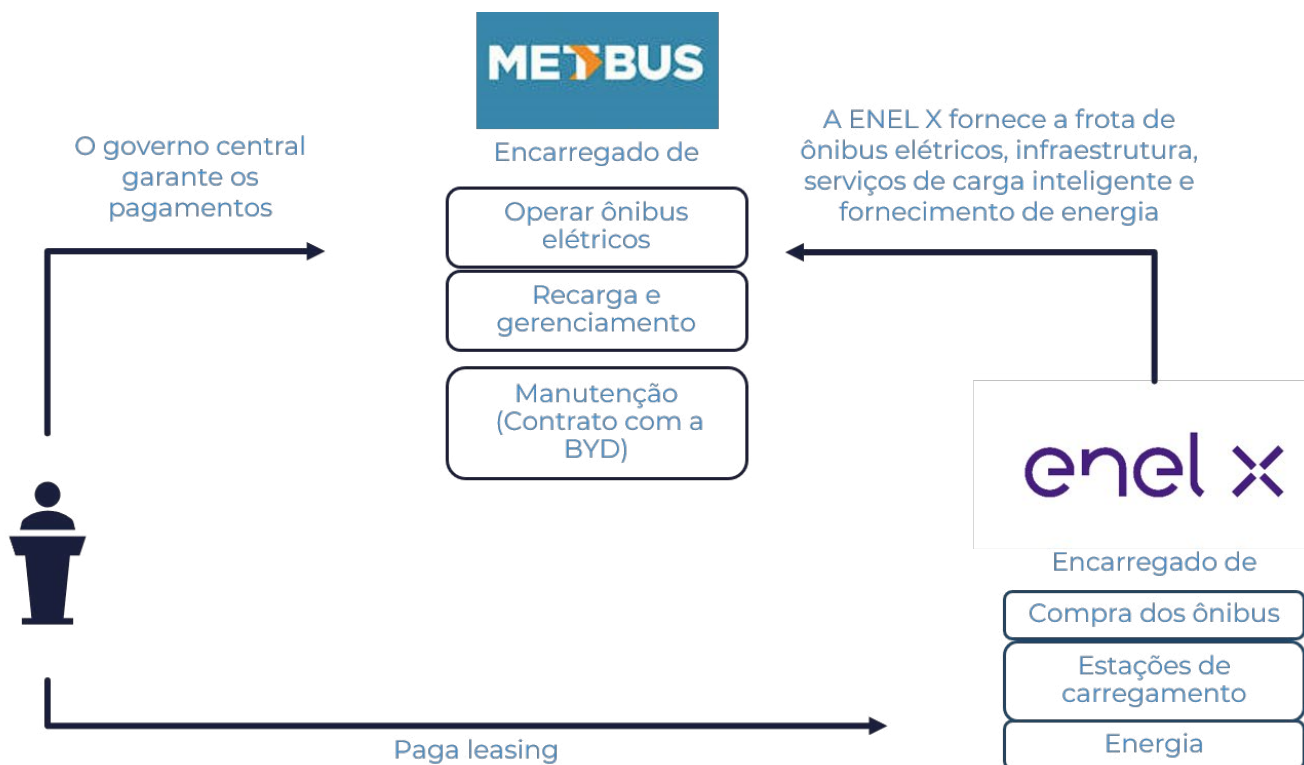 METBUS
Encarregado de
Operar ônibus
elétricos
Recarga e
gerenciamento
Manutenção
(Contrato com a
BYD)
O governo central
garante os
pagamentos
A ENEL X fornece a frota de
ônibus elétricos, infraestrutura,
serviços de carga inteligente e
fornecimento de energia
enel x
Encarregado de
Compra dos ônibus
Estações de
carregamento
Energia
Paga leasing